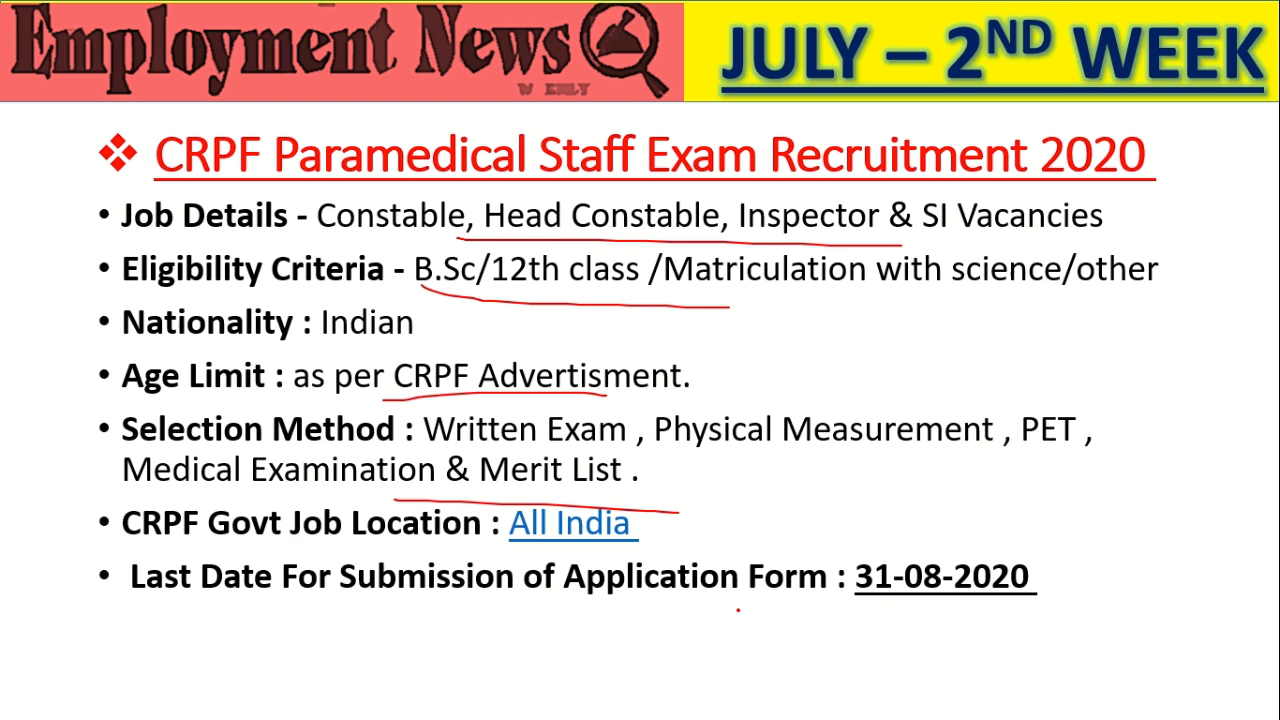 Employment News
WEEKLY
JULY – 2ND WEEK
❖ CRPF Paramedical Staff Exam Recruitment 2020
• Job Details - Constable, Head Constable, Inspector & SI Vacancies
• Eligibility Criteria - B.Sc/12th class /Matriculation with science/other
• Nationality : Indian
• Age Limit : as per CRPF Advertisment.
• Selection Method : Written Exam , Physical Measurement , PET ,
Medical Examination & Merit List .
• CRPF Govt Job Location : All India
• Last Date For Submission of Application Form : 31-08-2020